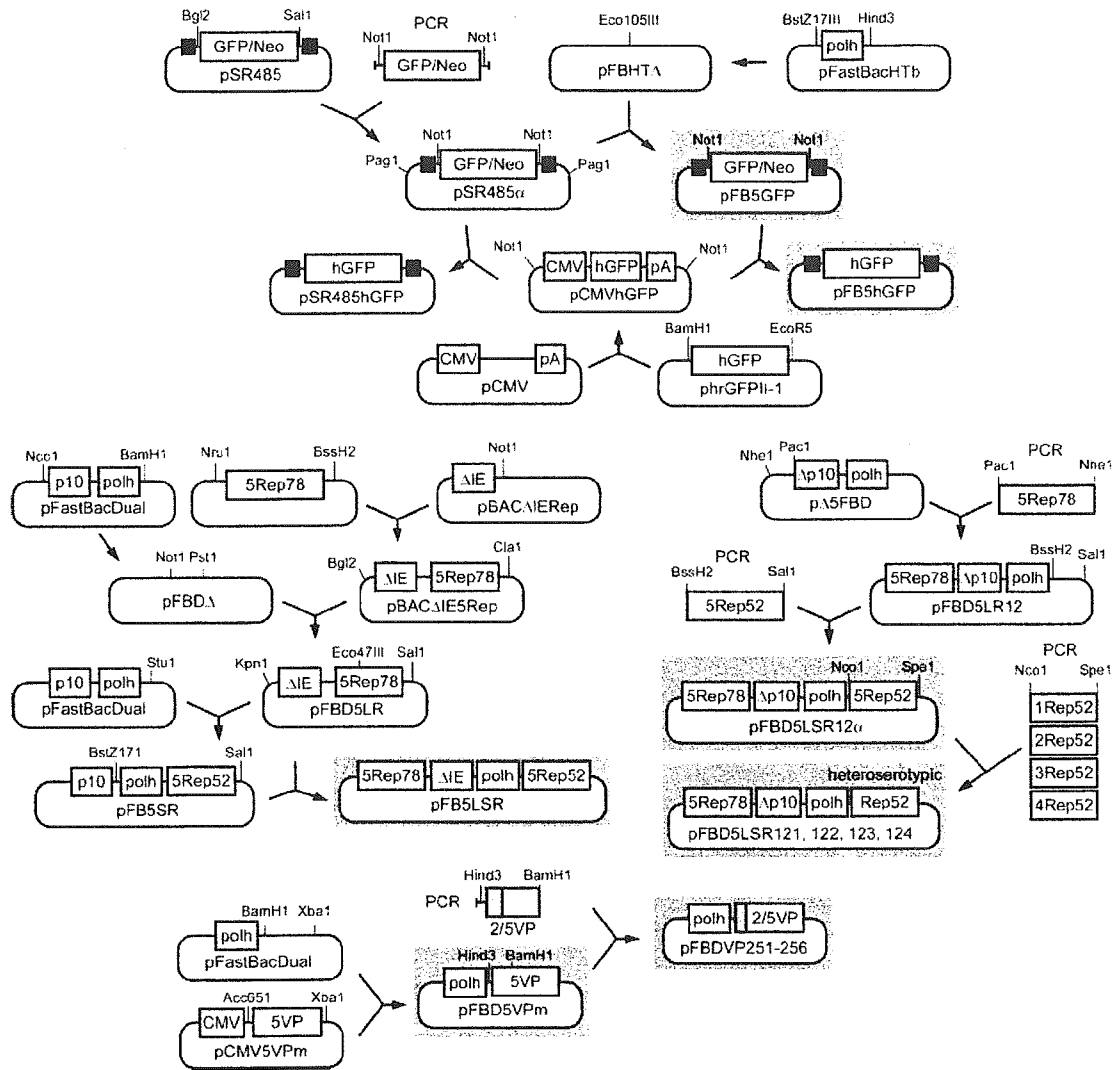 Bgl2 Sal1
GFP/Neo
pSR485
PCR
Not1 Not1
GFP/Neo
Eco105III
pFBHTΔ
BstZ17III Hind3
polh
pFastBacHTb
Pag1 Not1 Not1 Pag1
GFP/Neo
pSR485α
Not1 Not1
GFP/Neo
pFB5GFP
hGFP
pSR485hGFP
Not1 Not1
CMV hGFP pA
pCMVhGFP
hGFP
pFB5hGFP
CMV pA
pCMV
BamH1 EcoR5
hGFP
phrGFPII-1
Nco1 BamH1
p10 polh
pFastBacDual
Nru1 BssH2
5Rep78
Not1
ΔIE
pBACΔIERep
Not1 Pst1
pFBDΔ
Bgl2 Cla1
ΔIE 5Rep78
pBACΔIE5Rep
Stu1
p10 polh
pFastBacDual
Kpn1 Eco47III Sal1
ΔIE 5Rep78
pFBD5LR
BstZ171 Sal1
p10 polh 5Rep52
pFB5SR
5Rep78 ΔIE polh 5Rep52
pFB5LSR
Nhe1 Pac1
Δp10 polh
pΔ5FBD
PCR
Pac1 Nhe1
5Rep78
PCR
BssH2 Sal1
5Rep52
BssH2 Sal1
5Rep78 Δp10 polh
pFBD5LR12
Nco1 Spe1
5Rep78 Δp10 polh 5Rep52
pFBD5LSR12α
PCR
Nco1 Spe1
1Rep52
2Rep52
3Rep52
4Rep52
heteroserotypic
5Rep78 Δp10 polh Rep52
pFBD5LSR121, 122, 123, 124
BamH1 Xba1
polh
pFastBacDual
Acc651 Xba1
CMV 5VP
pCMV5VPm
PCR
Hind3 BamH1
2/5VP
Hind3 BamH1
polh 5VP
pFBD5VPm
polh 2/5VP
pFBDVP251-256